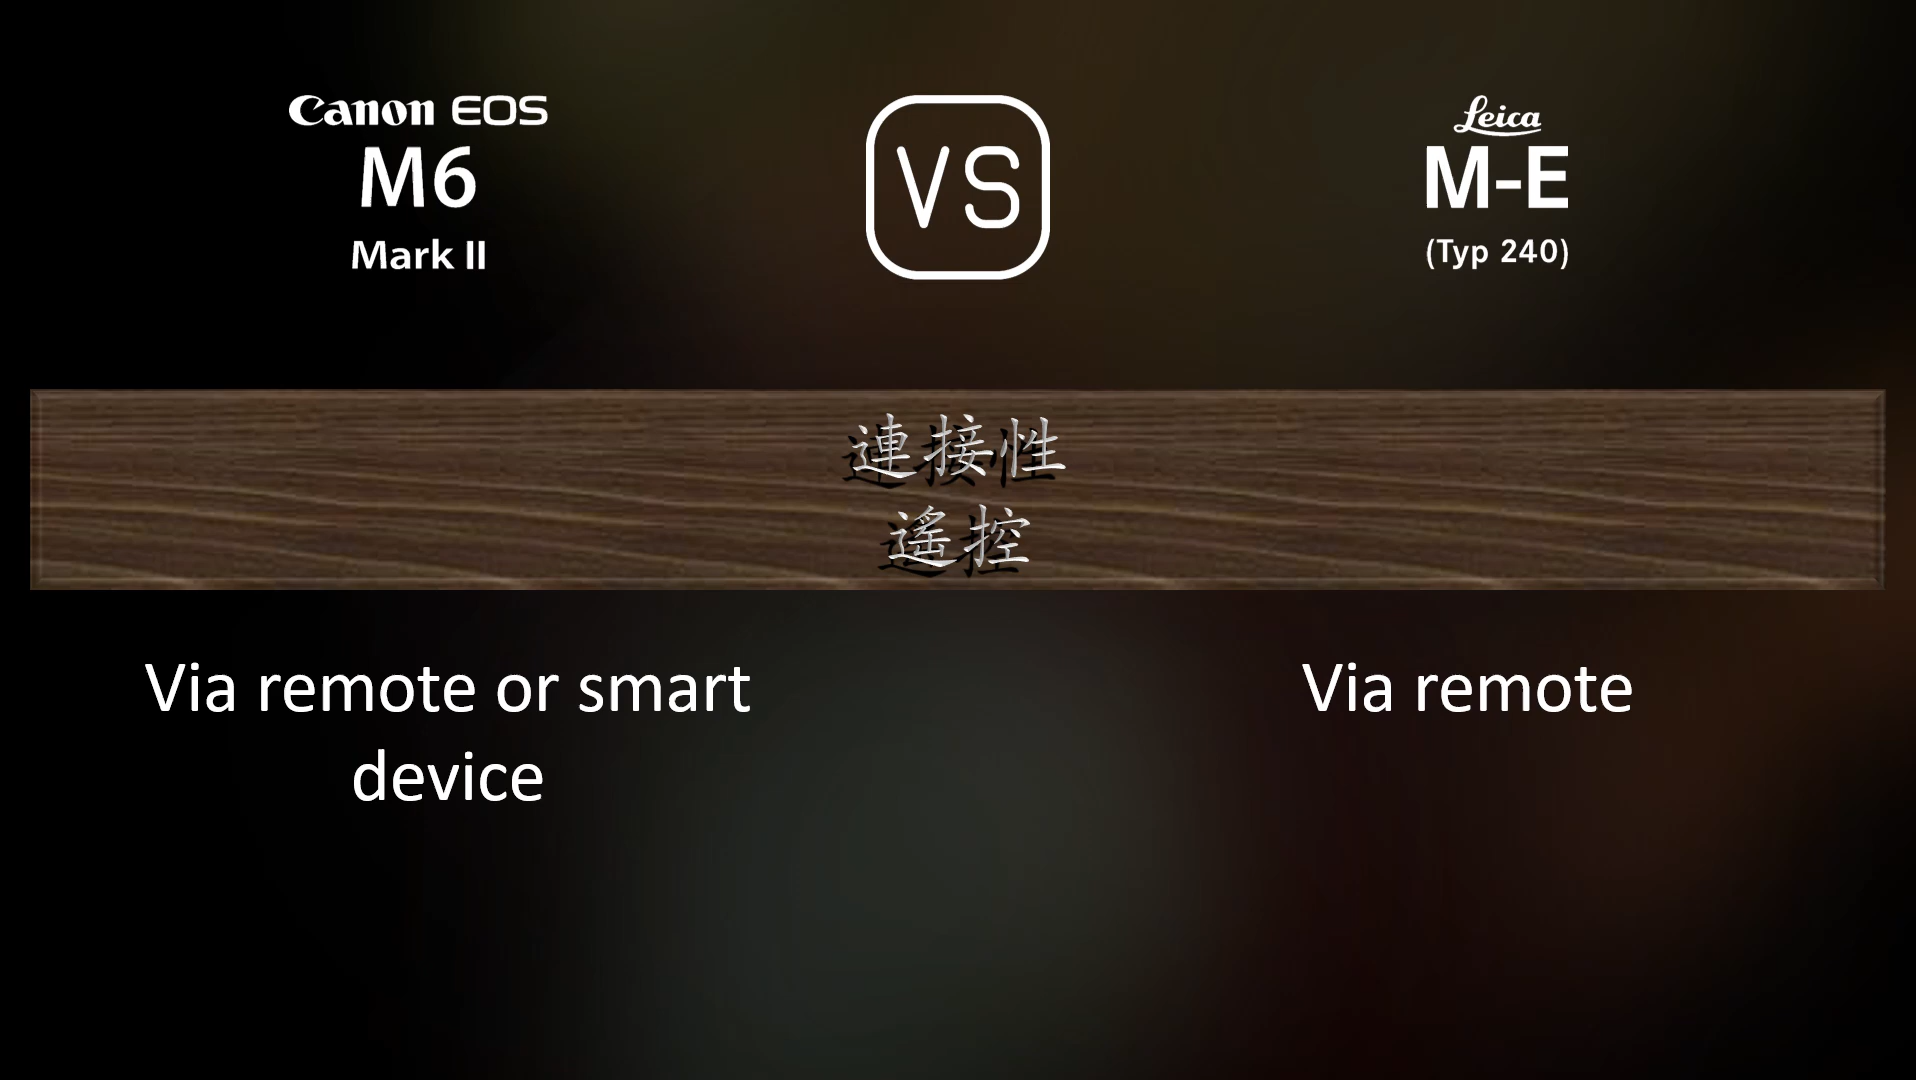 Canon EOS
M6
Mark II
VS
Leica
M-E
(Typ 240)
連接性
遙控
Via remote or smart
device
Via remote